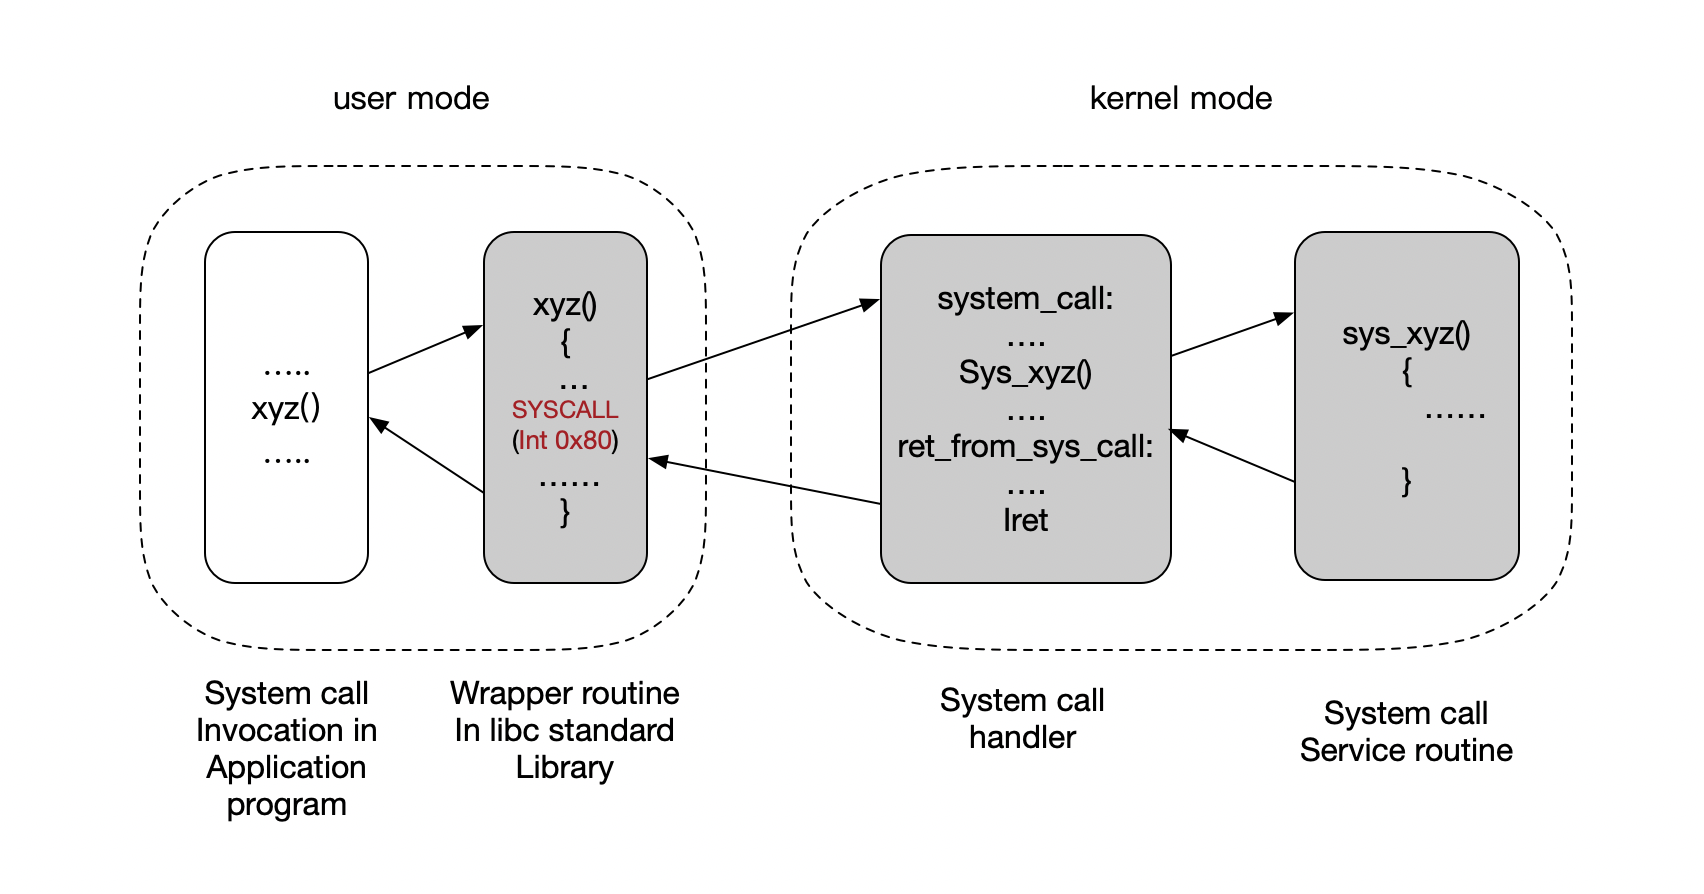 user mode
kernel mode
.....
xyz()
.....
xyz()
{
...
SYSCALL
(Int 0x80)
......
}
system_call:
....
Sys_xyz()
....
ret_from_sys_call:
....
Iret
sys_xyz()
{
......
}
System call
Invocation in
Application
program
Wrapper routine
In libc standard
Library
System call
handler
System call
Service routine